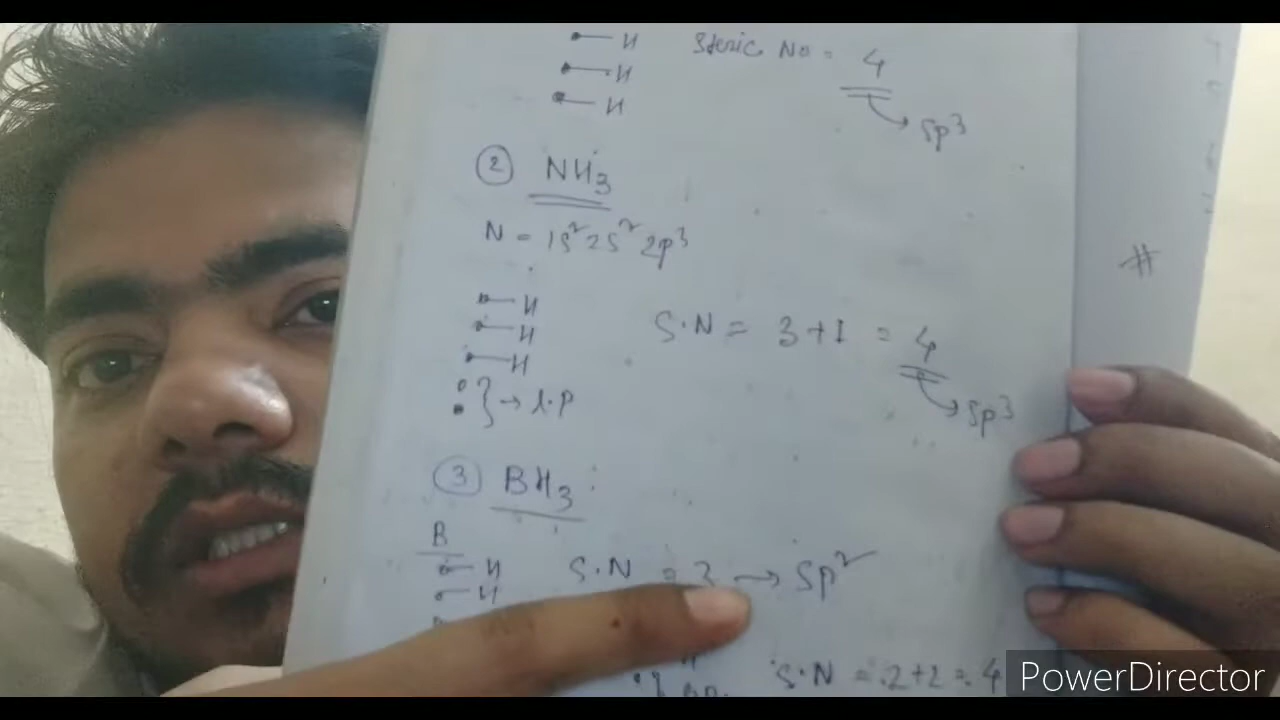 H
H
H
Steric No = 4
sp³
② NH₃
N = 1s² 2s² 2p³
H
H
H
} → l.p
S.N = 3 + 1 = 4
sp³
③ BH₃ :
B
H
H
S.N = 3 → sp²
S.N = 2+2 = 4
#
PowerDirector